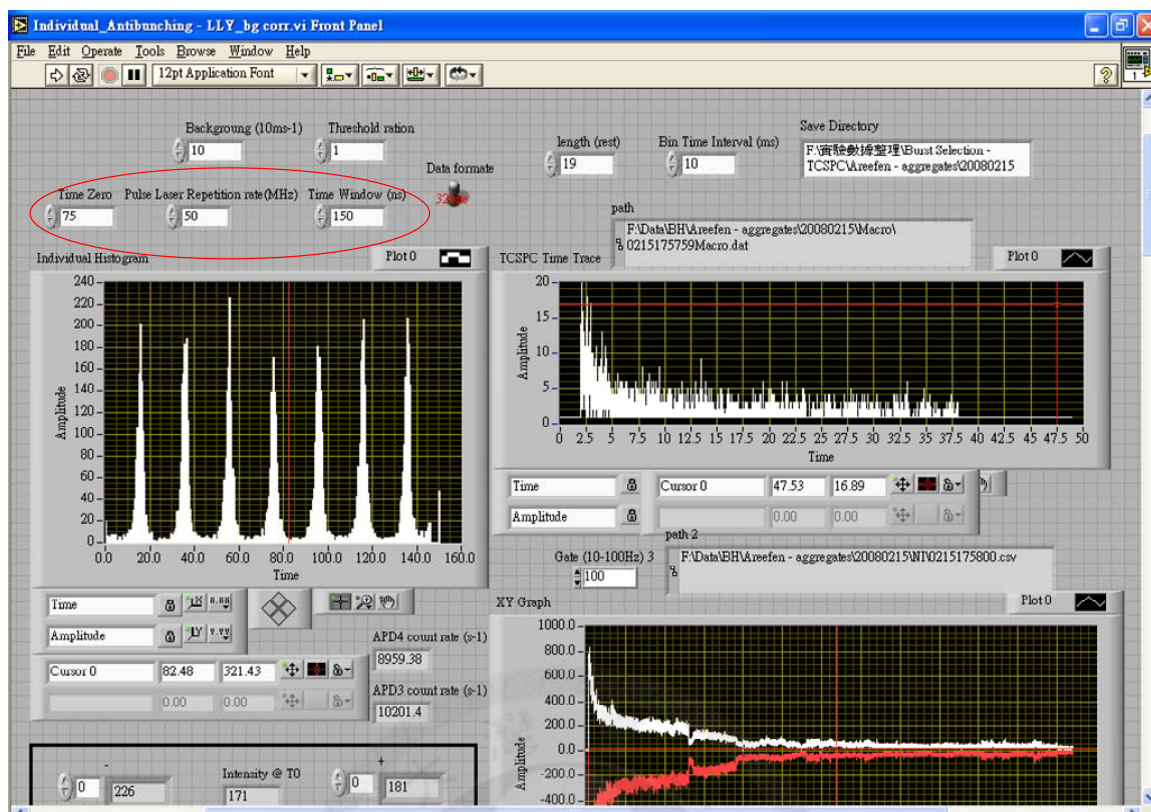 Individual_Antibunching - LLY_bg corr.vi Front Panel
File Edit Operate Tools Browse Window Help
12pt Application Font
1
Backgroung (10ms-1)
10
Threshold ration
1
Data formate
length (rest)
19
Bin Time Interval (ms)
10
Save Directory
F:\實驗數據整理\Burst Selection -
TCSPC\Areefen - aggregates\20080215
Time Zero
75
Pulse Laser Repetition rate(MHz)
50
Time Window (ns)
150
path
F:\Data\BH\Areefen - aggregates\20080215\Macro\
0215175759Macro.dat
Individual Histogram
Plot 0
240
220
200
180
160
140
120
100
80
60
40
20
0
Amplitude
0.0 20.0 40.0 60.0 80.0 100.0 120.0 140.0 160.0
Time
TCSPC Time Trace
Plot 0
20
15
10
5
0
Amplitude
0 2.5 5 7.5 10 12.5 15 17.5 20 22.5 25 27.5 30 32.5 35 37.5 40 42.5 45 47.5 50
Time
Time
Amplitude
Cursor 0 47.53 16.89
0.00 0.00
path 2
Gate (10-100Hz) 3
100
F:\Data\BH\Areefen - aggregates\20080215\NI\0215175800.csv
Time
Amplitude
Cursor 0 82.48 321.43
0.00 0.00
APD4 count rate (s-1)
8959.38
APD3 count rate (s-1)
10201.4
XY Graph
Plot 0
1000.0
800.0
600.0
400.0
200.0
0.0
-200.0
-400.0
Amplitude
-
0
226
Intensity @ T0
171
+
0
181